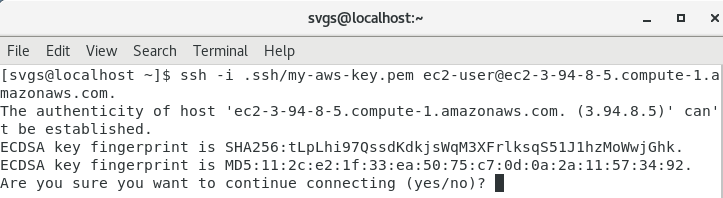 svgs@localhost:~
File Edit View Search Terminal Help
[svgs@localhost ~]$ ssh -i .ssh/my-aws-key.pem ec2-user@ec2-3-94-8-5.compute-1.a
mazonaws.com.
The authenticity of host 'ec2-3-94-8-5.compute-1.amazonaws.com. (3.94.8.5)' can'
t be established.
ECDSA key fingerprint is SHA256:tLpLhi97QssdKdkjsWqM3XFrlksqS51J1hzMoWwjGhk.
ECDSA key fingerprint is MD5:11:2c:e2:1f:33:ea:50:75:c7:0d:0a:2a:11:57:34:92.
Are you sure you want to continue connecting (yes/no)?